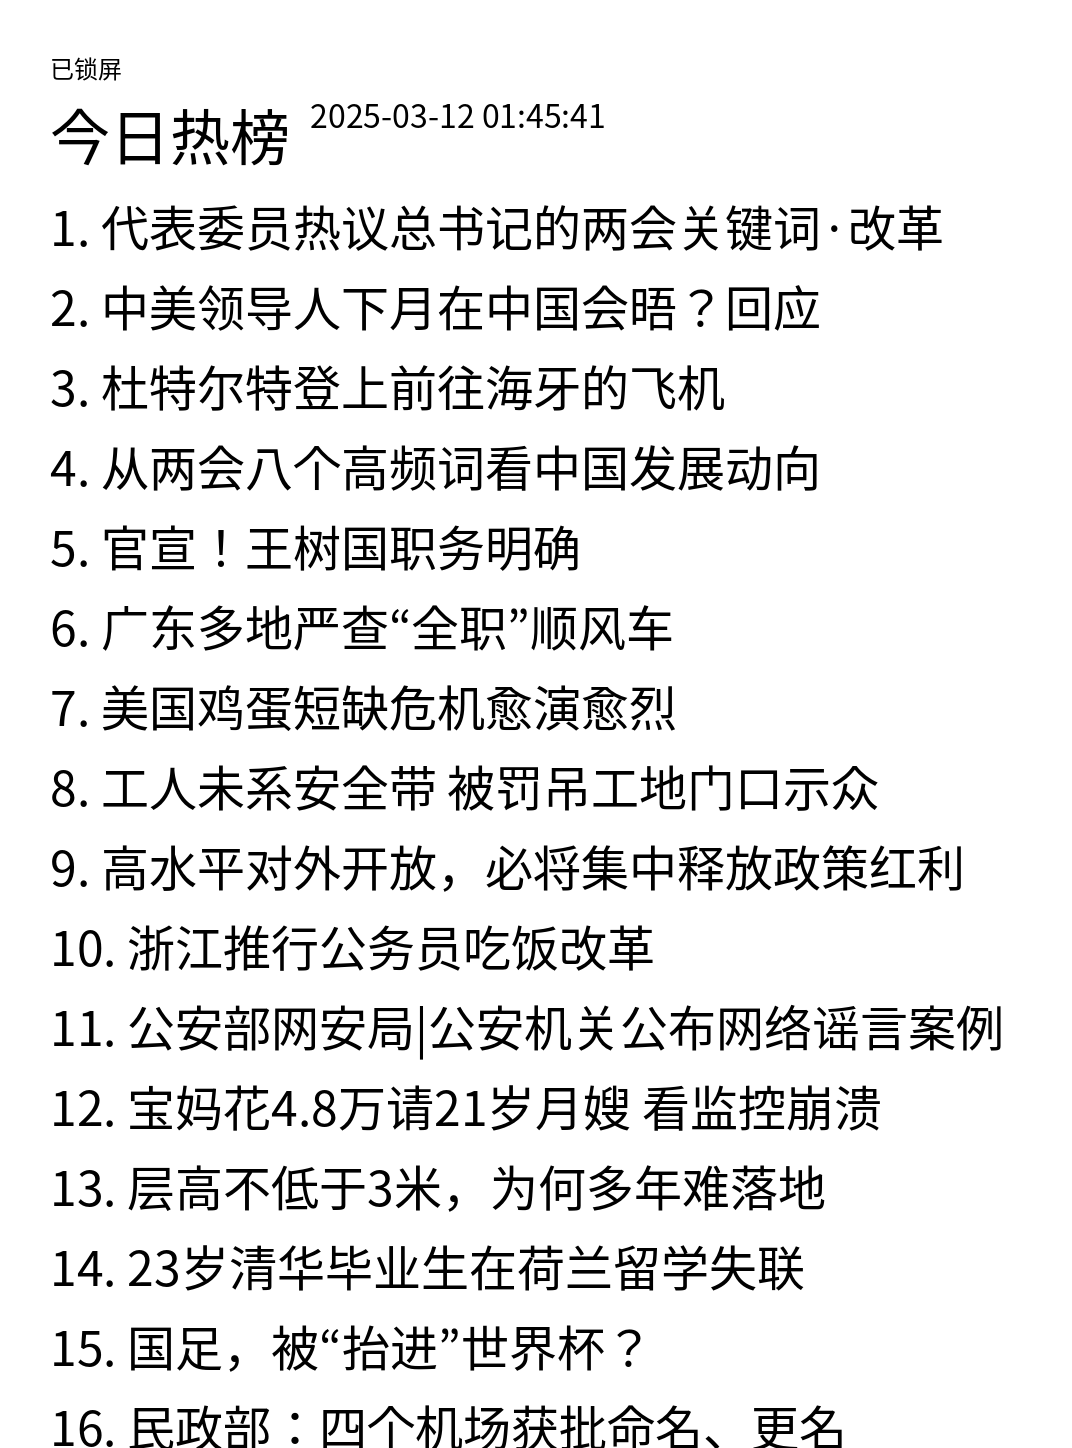 已锁屏
今日热榜 2025-03-12 01:45:41
1. 代表委员热议总书记的两会关键词·改革
2. 中美领导人下月在中国会晤？回应
3. 杜特尔特登上前往海牙的飞机
4. 从两会八个高频词看中国发展动向
5. 官宣！王树国职务明确
6. 广东多地严查“全职”顺风车
7. 美国鸡蛋短缺危机愈演愈烈
8. 工人未系安全带 被罚吊工地门口示众
9. 高水平对外开放，必将集中释放政策红利
10. 浙江推行公务员吃饭改革
11. 公安部网安局|公安机关公布网络谣言案例
12. 宝妈花4.8万请21岁月嫂 看监控崩溃
13. 层高不低于3米，为何多年难落地
14. 23岁清华毕业生在荷兰留学失联
15. 国足，被“抬进”世界杯？
16. 民政部：四个机场获批命名、更名